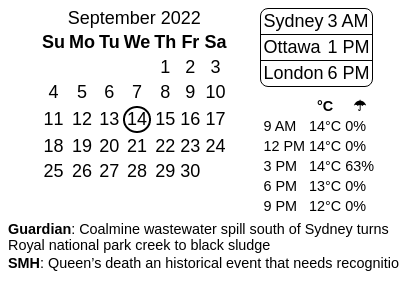 September 2022
Su Mo Tu We Th Fr Sa
1 2 3
4 5 6 7 8 9 10
11 12 13 14 15 16 17
18 19 20 21 22 23 24
25 26 27 28 29 30
Sydney 3 AM
Ottawa 1 PM
London 6 PM
°C ☂
9 AM 14°C 0%
12 PM 14°C 0%
3 PM 14°C 63%
6 PM 13°C 0%
9 PM 12°C 0%
Guardian: Coalmine wastewater spill south of Sydney turns
Royal national park creek to black sludge
SMH: Queen's death an historical event that needs recognitio